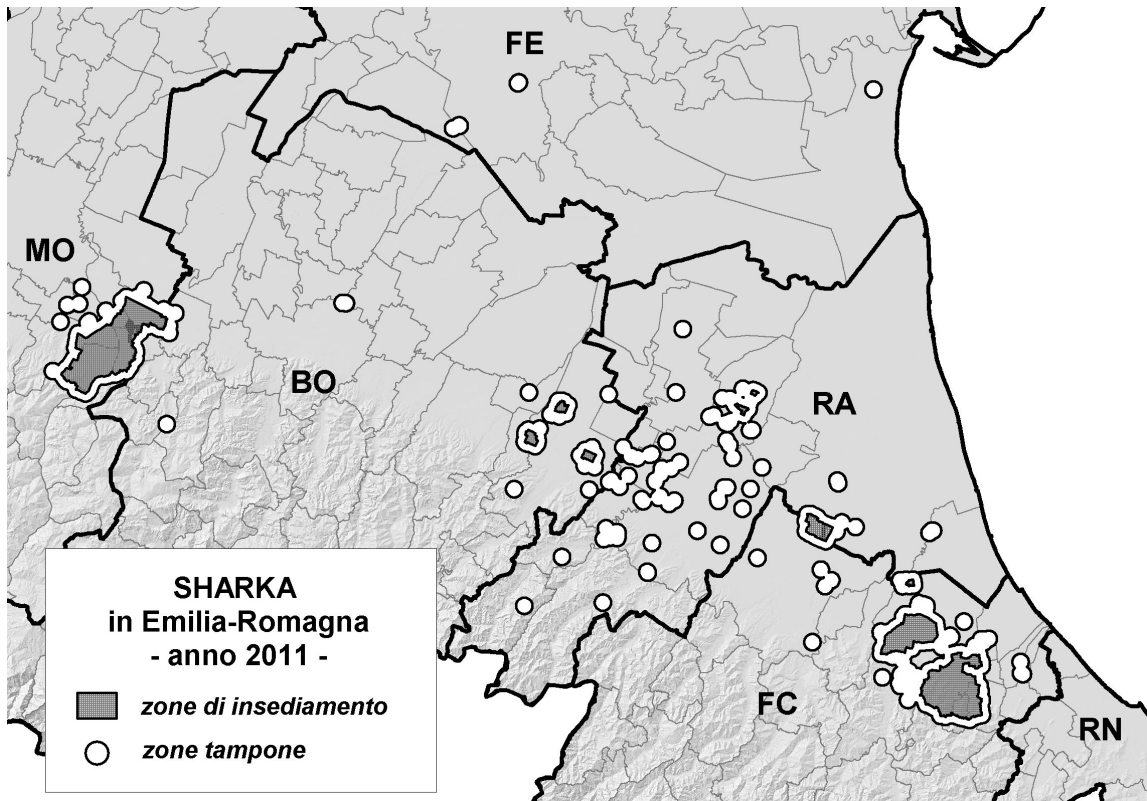 FE
MO
BO
RA
SHARKA
in Emilia-Romagna
- anno 2011 -
zone di insediamento
zone tampone
FC
RN